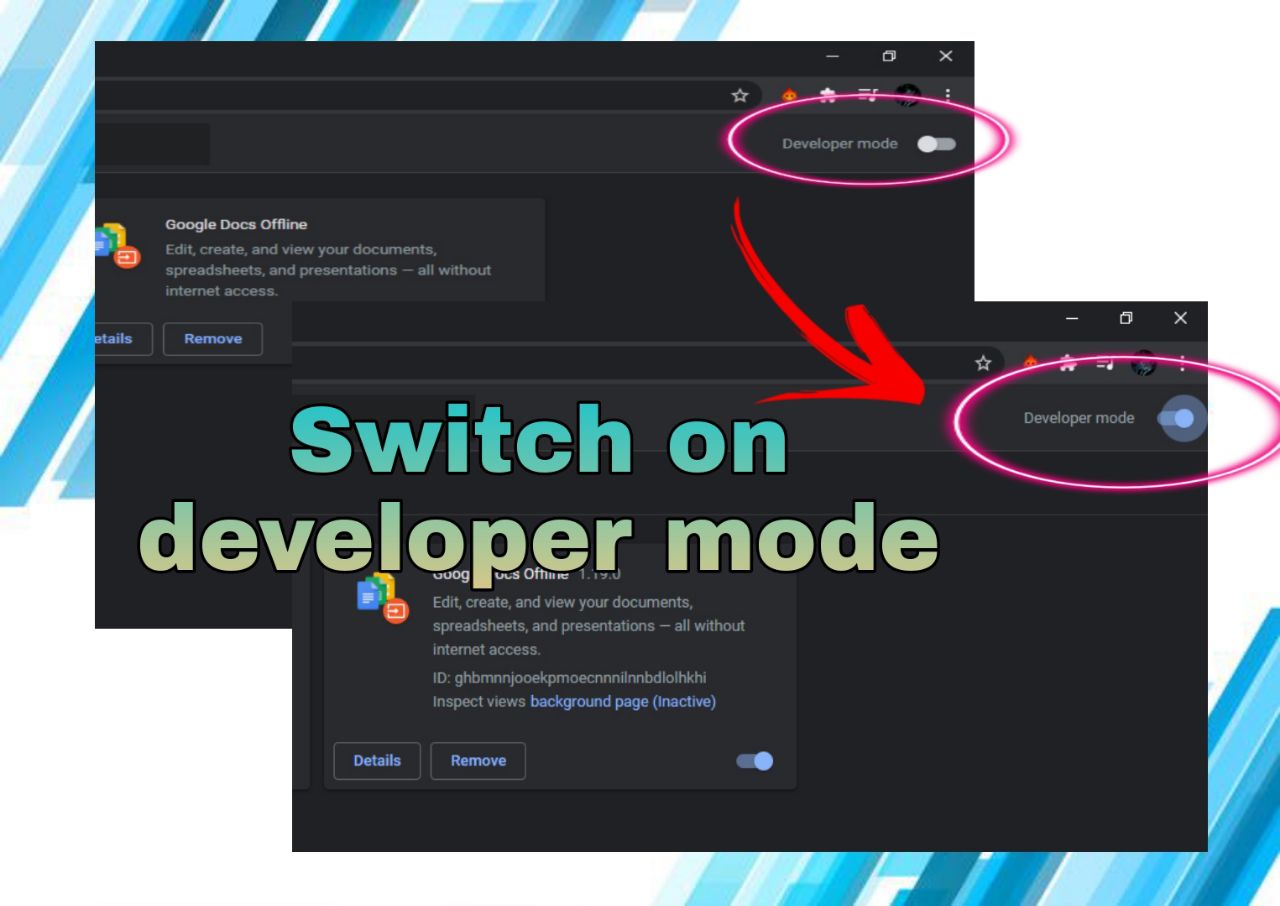 Developer mode
Google Docs Offline
Edit, create, and view your documents,
spreadsheets, and presentations — all without
internet access.
etails
Remove
Developer mode
Switch on
developer mode
Docs Offline 1.19.0
Edit, create, and view your documents,
spreadsheets, and presentations — all without
internet access.
ID: ghbmnnjooekpmoecnnnilnnbdlolhkhi
Inspect views background page (Inactive)
Details
Remove